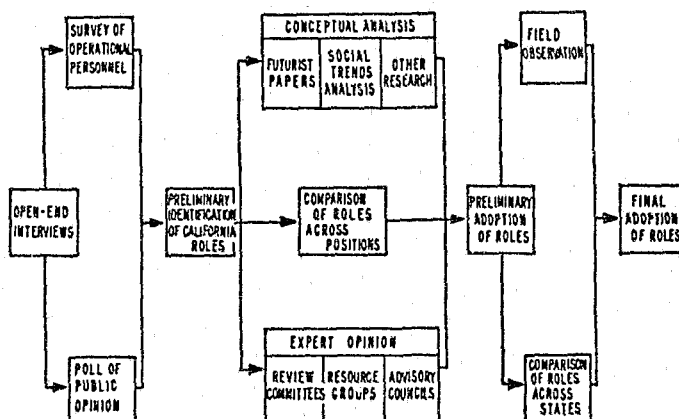 SURVEY OF
OPERATIONAL
PERSONNEL
OPEN-END
INTERVIEWS
POLL OF
PUBLIC
OPINION
PRELIMINARY
IDENTIFICATION
OF CALIFORNIA
ROLES
CONCEPTUAL ANALYSIS
FUTURIST
PAPERS
SOCIAL
TRENDS
ANALYSIS
OTHER
RESEARCH
COMPARISON
OF ROLES
ACROSS
POSITIONS
EXPERT OPINION
REVIEW
COMMITTEES
RESOURCE
GROUPS
ADVISORY
COUNCILS
PRELIMINARY
ADOPTION
OF ROLES
FIELD
OBSERVATION
COMPARISON
OF ROLES
ACROSS
STATES
FINAL
ADOPTION
OF ROLES